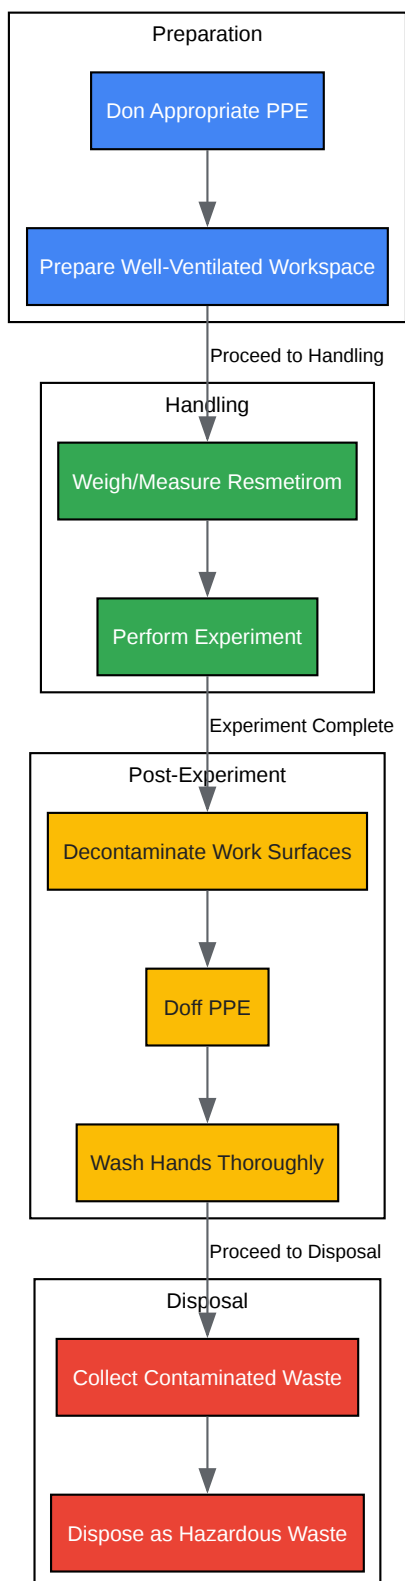 Preparation
Don Appropriate PPE
Prepare Well-Ventilated Workspace
Proceed to Handling
Handling
Weigh/Measure Resmetirom
Perform Experiment
Experiment Complete
Post-Experiment
Decontaminate Work Surfaces
Doff PPE
Wash Hands Thoroughly
Proceed to Disposal
Disposal
Collect Contaminated Waste
Dispose as Hazardous Waste